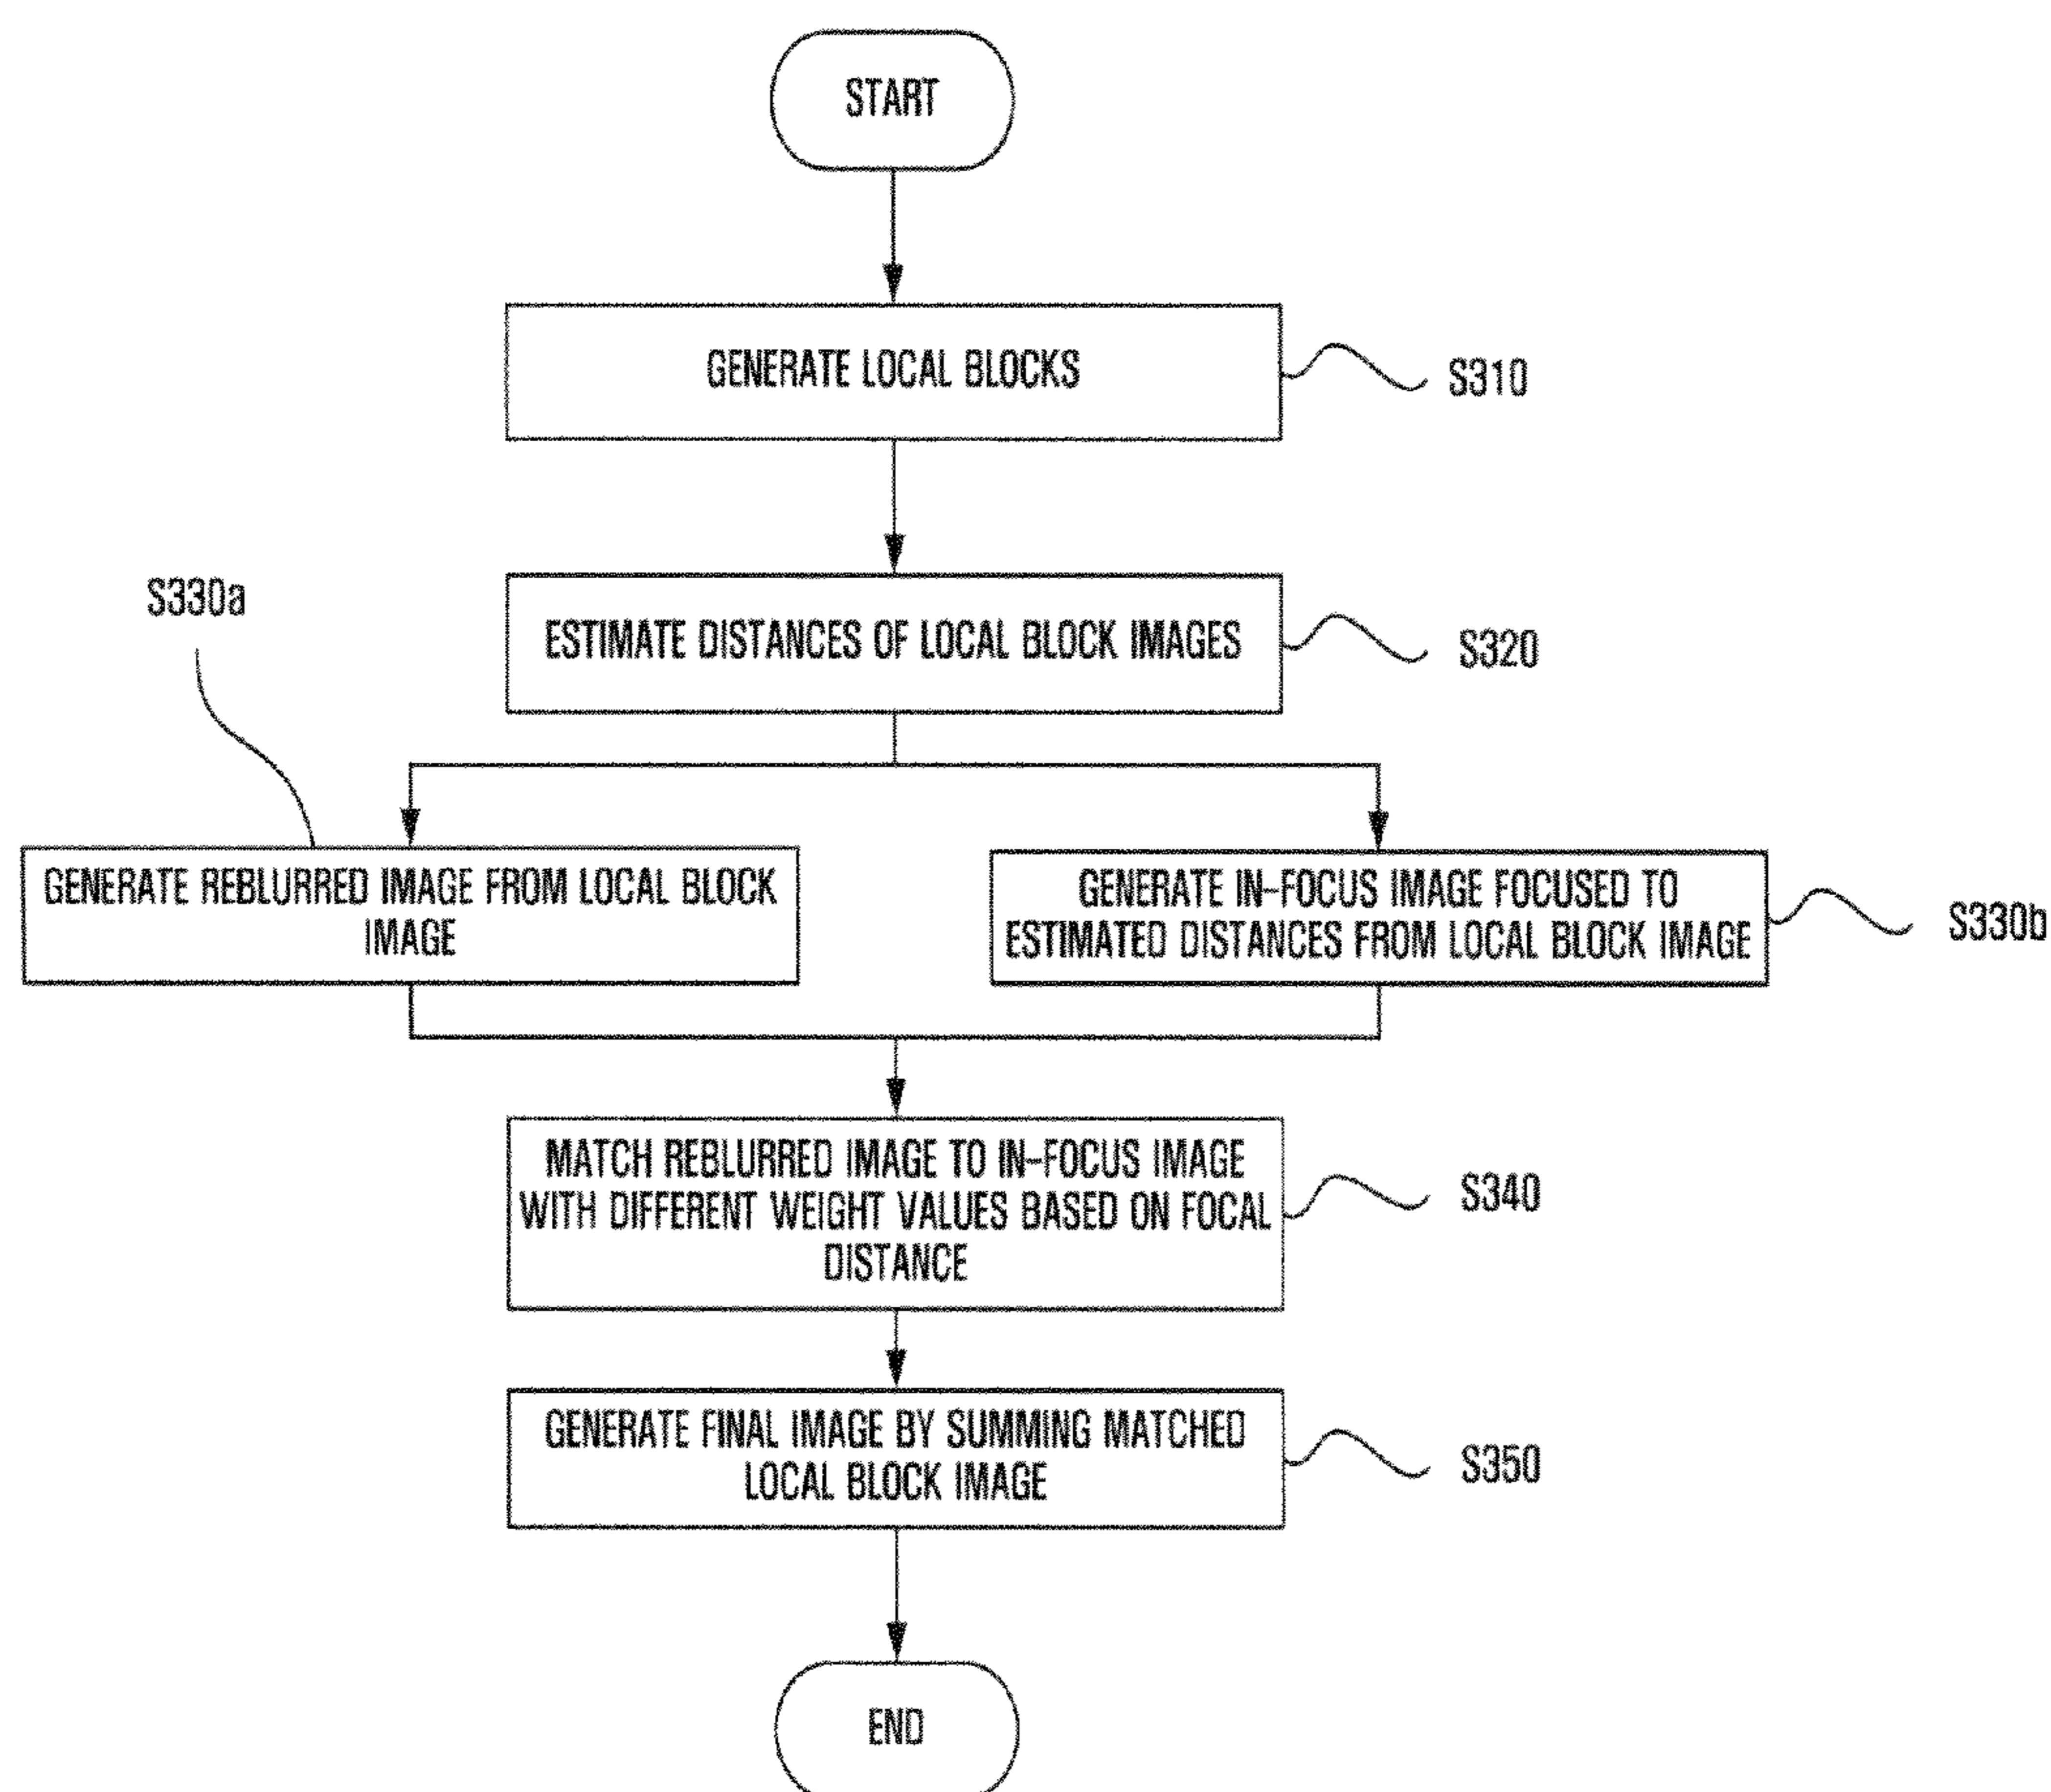 START
GENERATE LOCAL BLOCKS
S310
ESTIMATE DISTANCES OF LOCAL BLOCK IMAGES
S320
S330a
GENERATE REBLURRED IMAGE FROM LOCAL BLOCK
IMAGE
GENERATE IN-FOCUS IMAGE FOCUSED TO
ESTIMATED DISTANCES FROM LOCAL BLOCK IMAGE
S330b
MATCH REBLURRED IMAGE TO IN-FOCUS IMAGE
WITH DIFFERENT WEIGHT VALUES BASED ON FOCAL
DISTANCE
S340
GENERATE FINAL IMAGE BY SUMMING MATCHED
LOCAL BLOCK IMAGE
S350
END